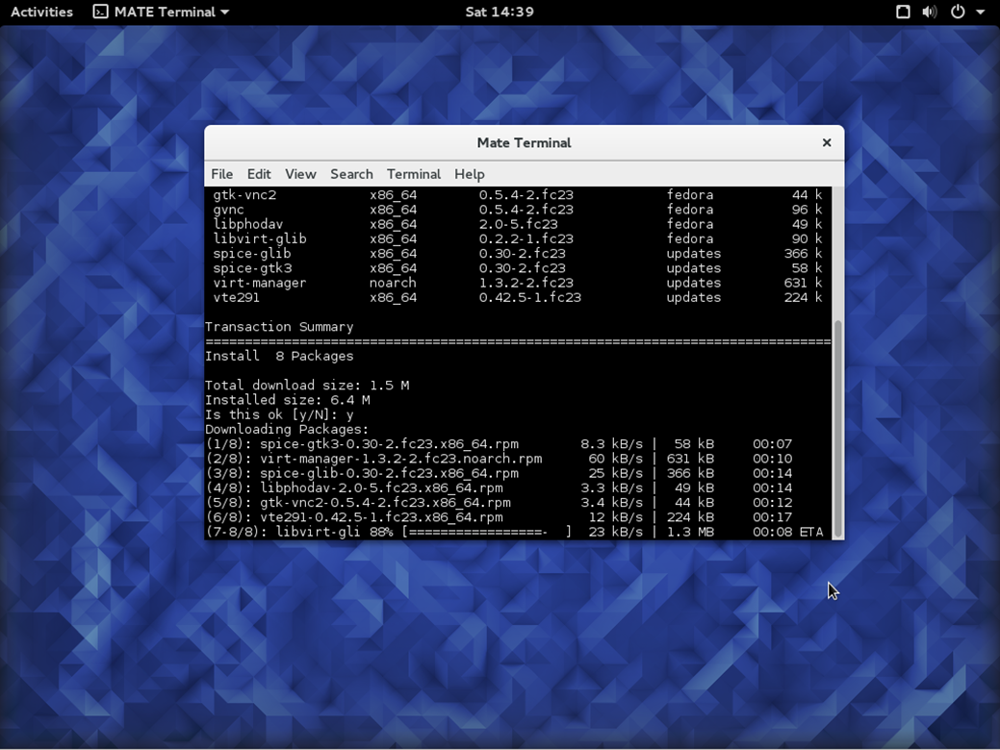 Activities MATE Terminal Sat 14:39
Mate Terminal ×
File Edit View Search Terminal Help
gtk-vnc2 x86_64 0.5.4-2.fc23 fedora 44 k
gvnc x86_64 0.5.4-2.fc23 fedora 96 k
libphodav x86_64 2.0-5.fc23 fedora 49 k
libvirt-glib x86_64 0.2.2-1.fc23 fedora 90 k
spice-glib x86_64 0.30-2.fc23 updates 366 k
spice-gtk3 x86_64 0.30-2.fc23 updates 58 k
virt-manager noarch 1.3.2-2.fc23 updates 631 k
vte291 x86_64 0.42.5-1.fc23 updates 224 k
Transaction Summary
================================================================================
Install  8 Packages
Total download size: 1.5 M
Installed size: 6.4 M
Is this ok [y/N]: y
Downloading Packages:
(1/8): spice-gtk3-0.30-2.fc23.x86_64.rpm 8.3 kB/s | 58 kB 00:07
(2/8): virt-manager-1.3.2-2.fc23.noarch.rpm 60 kB/s | 631 kB 00:10
(3/8): spice-glib-0.30-2.fc23.x86_64.rpm 25 kB/s | 366 kB 00:14
(4/8): libphodav-2.0-5.fc23.x86_64.rpm 3.3 kB/s | 49 kB 00:14
(5/8): gtk-vnc2-0.5.4-2.fc23.x86_64.rpm 3.4 kB/s | 44 kB 00:12
(6/8): vte291-0.42.5-1.fc23.x86_64.rpm 12 kB/s | 224 kB 00:17
(7-8/8): libvirt-gli 88% [=================-  ] 23 kB/s | 1.3 MB 00:08 ETA